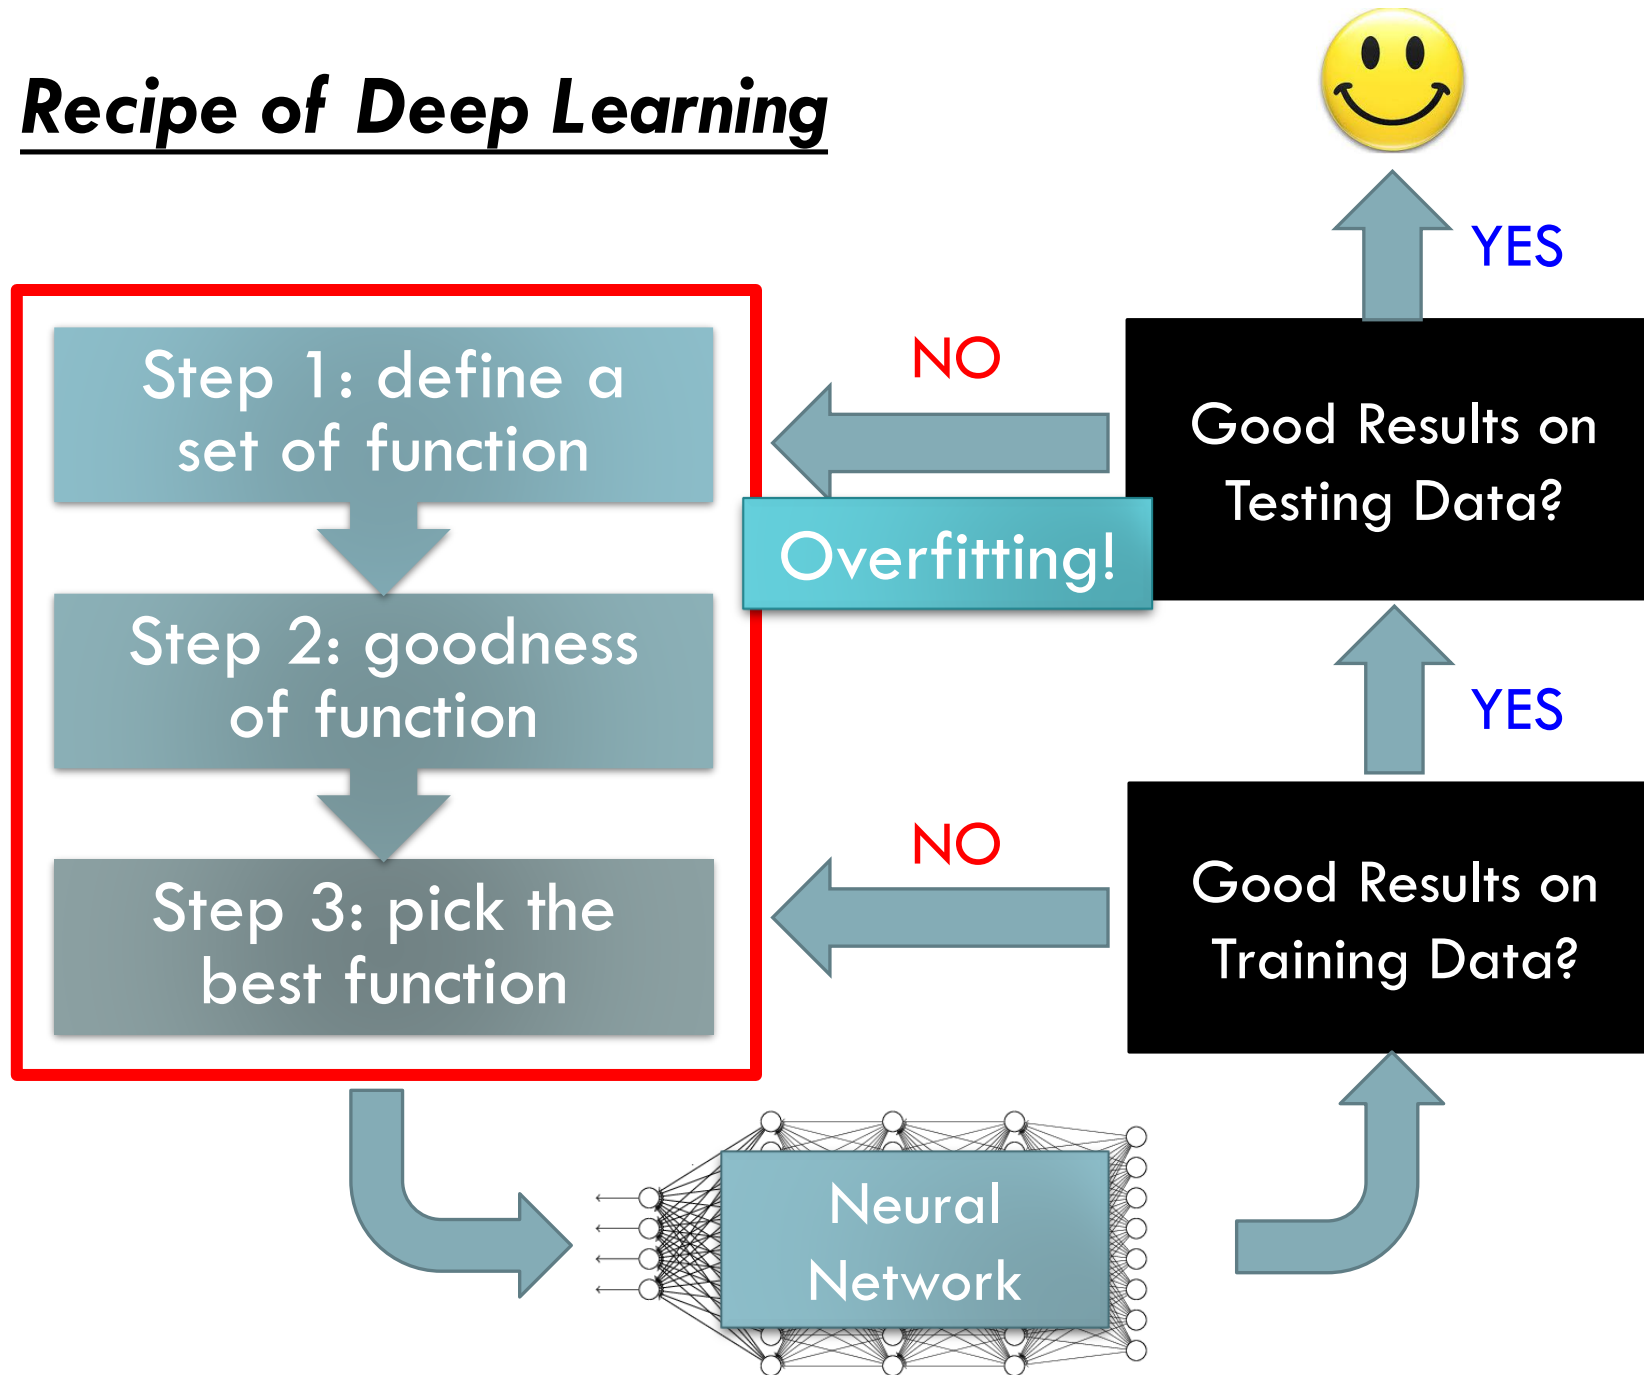 Recipe of Deep Learning
YES
Step 1: define a
set of function
NO
Good Results on
Testing Data?
Overfitting!
Step 2: goodness
of function
YES
Step 3: pick the
best function
NO
Good Results on
Training Data?
Neural
Network